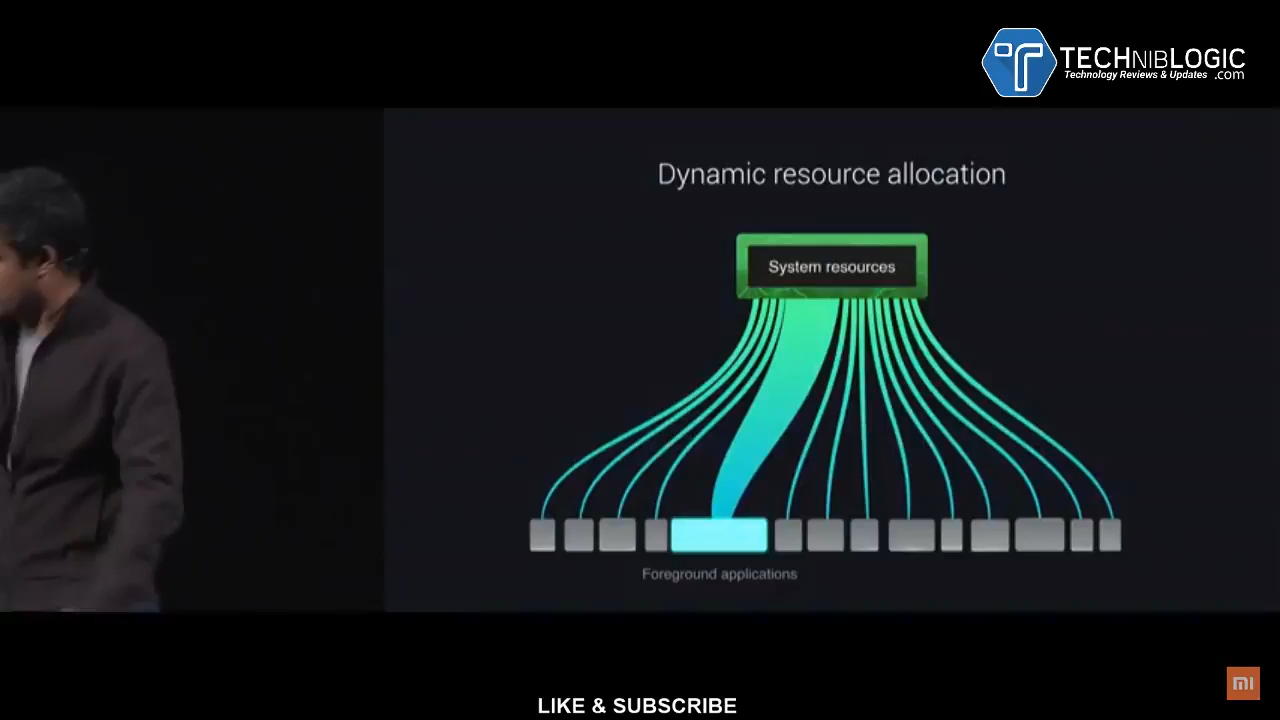 TECHNIBLOGIC
Technology Reviews & Updates .com
Dynamic resource allocation
System resources
Foreground applications
LIKE & SUBSCRIBE
MI